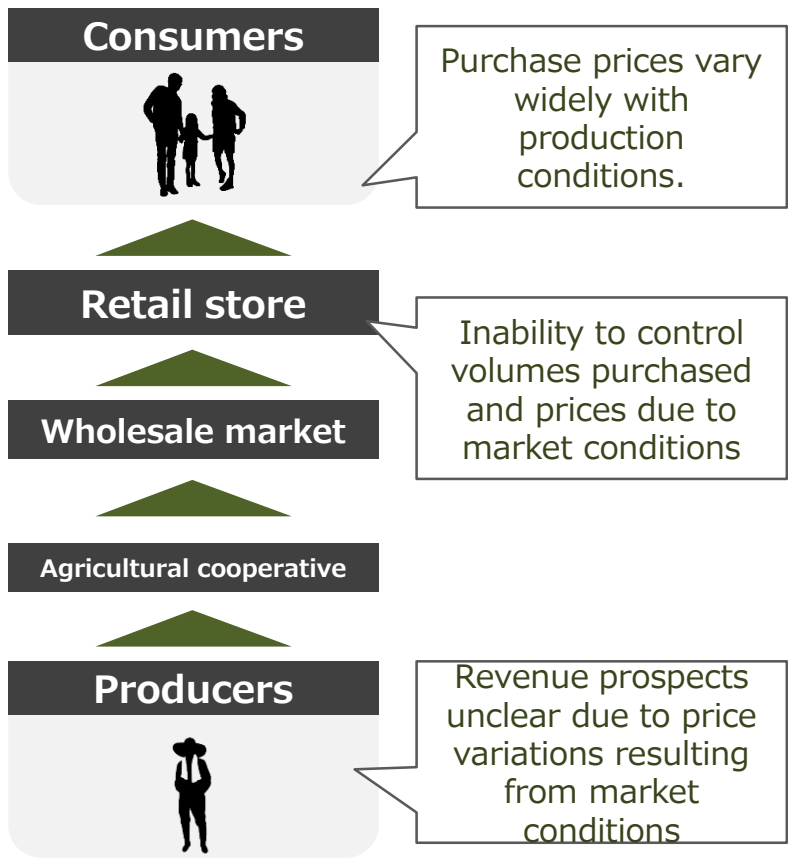 Consumers
Purchase prices vary
widely with
production
conditions.
Retail store
Inability to control
volumes purchased
and prices due to
market conditions
Wholesale market
Agricultural cooperative
Producers
Revenue prospects
unclear due to price
variations resulting
from market
conditions